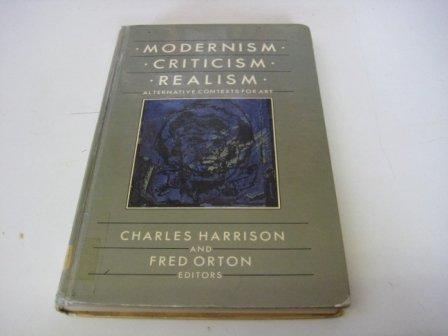 · MODERNISM ·
· CRITICISM ·
· REALISM ·
ALTERNATIVE CONTEXTS FOR ART
CHARLES HARRISON
AND
FRED ORTON
EDITORS